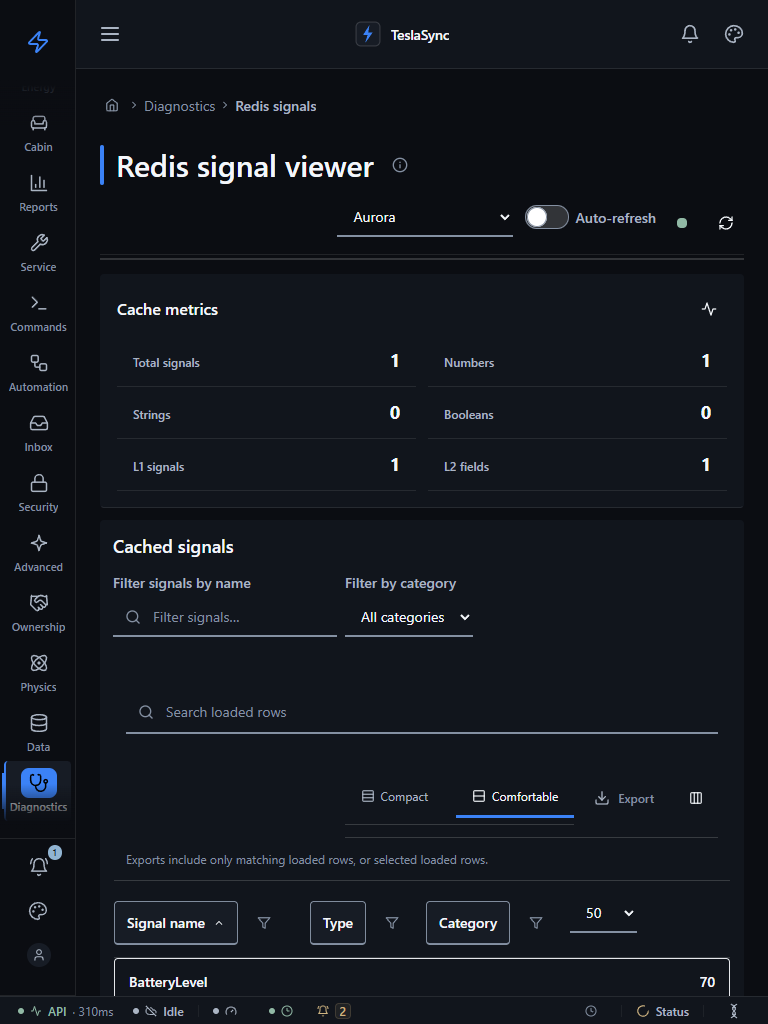 TeslaSync
Diagnostics
Redis signals
Redis signal viewer
Aurora
Auto-refresh
Cache metrics
Total signals 1
Numbers 1
Strings 0
Booleans 0
L1 signals 1
L2 fields 1
Cached signals
Filter signals by name
Filter by category
Filter signals...
All categories
Search loaded rows
Compact
Comfortable
Export
Exports include only matching loaded rows, or selected loaded rows.
Signal name
Type
Category
50
BatteryLevel 70
Energy
Cabin
Reports
Service
Commands
Automation
Inbox
Security
Advanced
Ownership
Physics
Data
Diagnostics
1
API · 310ms
Idle
2
Status